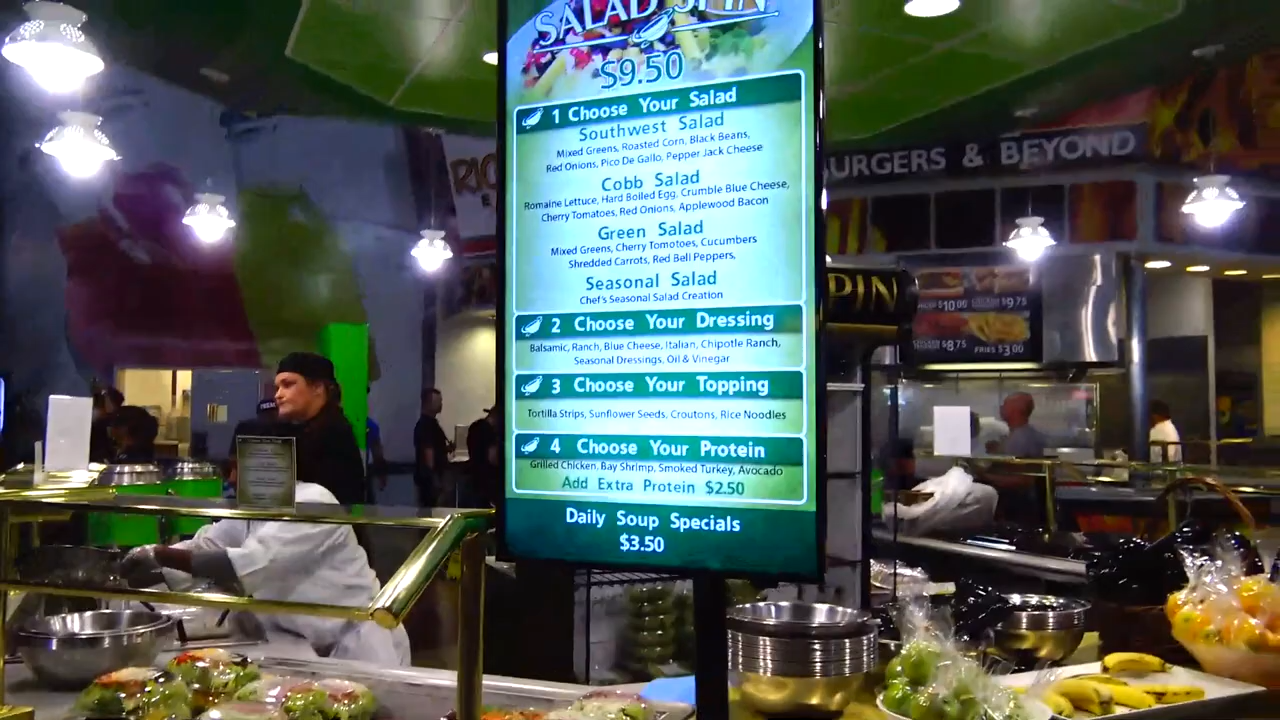 SALAD SPIN
$9.50
1 Choose Your Salad
Southwest Salad
Mixed Greens, Roasted Corn, Black Beans,
Red Onions, Pico De Gallo, Pepper Jack Cheese
Cobb Salad
Romaine Lettuce, Hard Boiled Egg, Crumble Blue Cheese,
Cherry Tomatoes, Red Onions, Applewood Bacon
Green Salad
Mixed Greens, Cherry Tomatoes, Cucumbers
Shredded Carrots, Red Bell Peppers,
Seasonal Salad
Chef's Seasonal Salad Creation
2 Choose Your Dressing
Balsamic, Ranch, Blue Cheese, Italian, Chipotle Ranch,
Seasonal Dressings, Oil & Vinegar
3 Choose Your Topping
Tortilla Strips, Sunflower Seeds, Croutons, Rice Noodles
4 Choose Your Protein
Grilled Chicken, Bay Shrimp, Smoked Turkey, Avocado
Add Extra Protein $2.50
Daily Soup Specials
$3.50
BURGERS & BEYOND
PIN
$10.00
$9.75
$8.75
FRIES $3.00
RIC